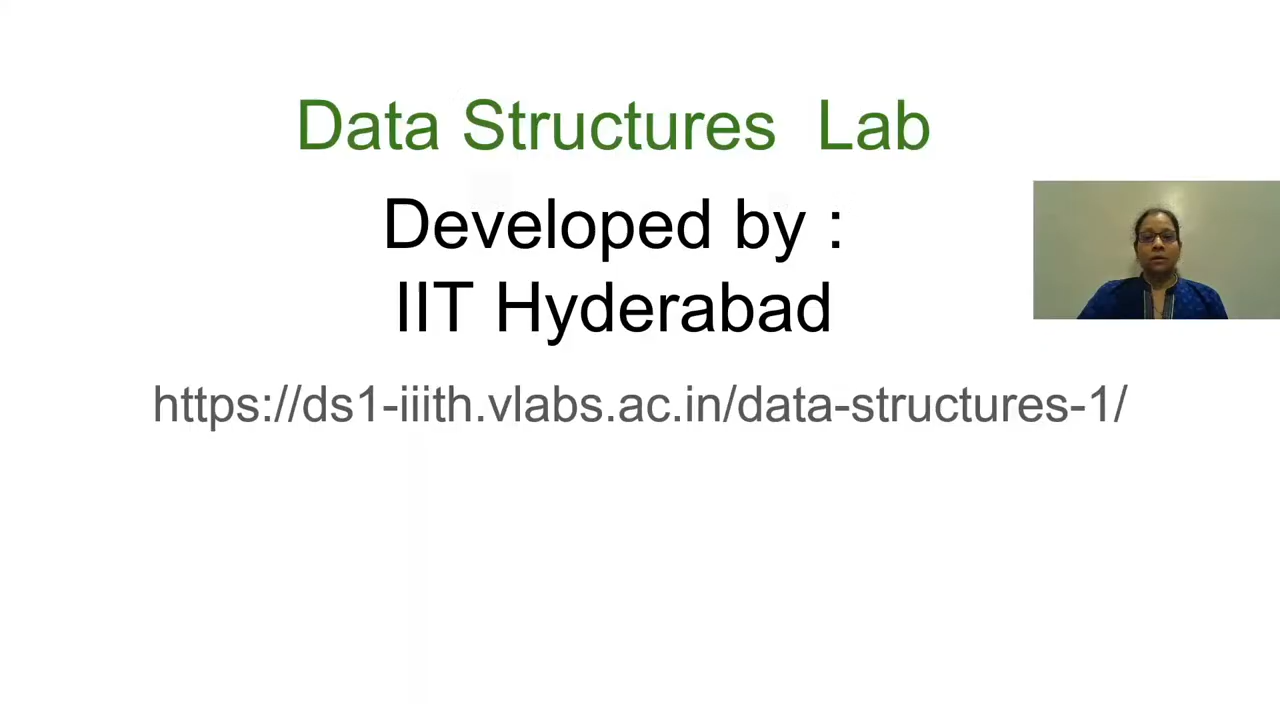 Data Structures Lab
Developed by :
IIT Hyderabad
https://ds1-iiith.vlabs.ac.in/data-structures-1/